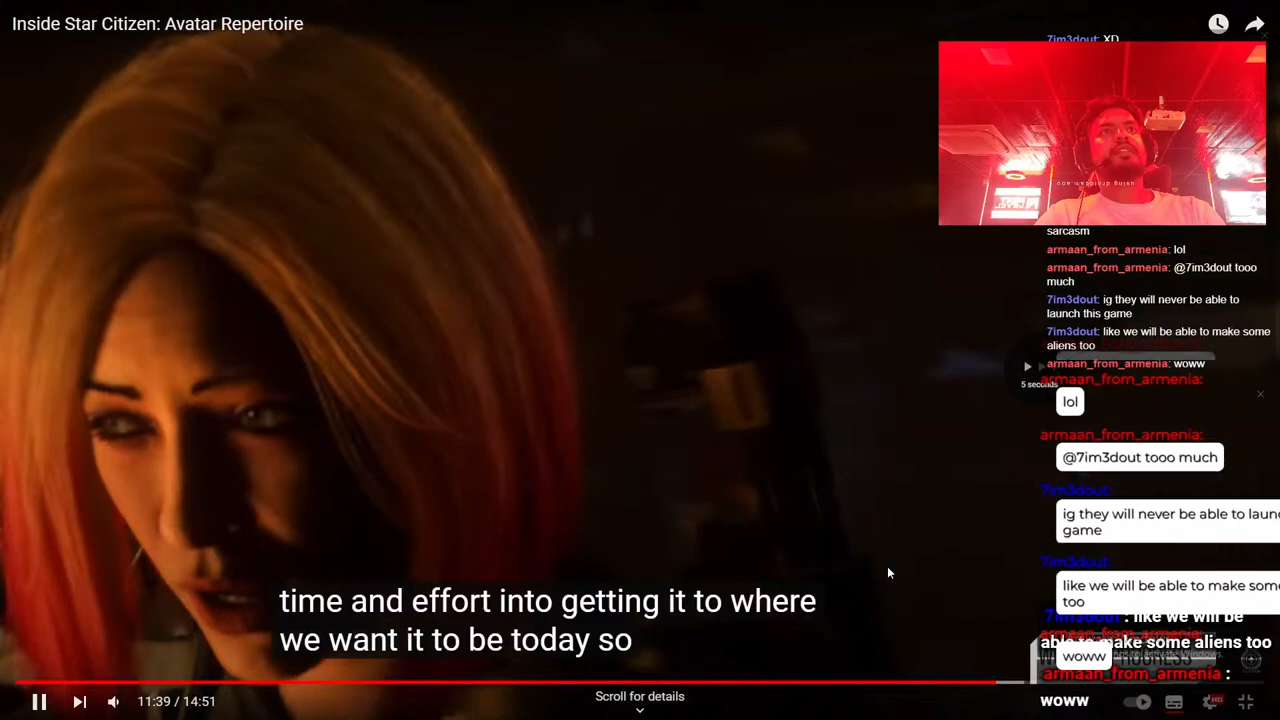 Inside Star Citizen: Avatar Repertoire
7im3dout: XD
sarcasm
armaan_from_armenia: lol
armaan_from_armenia: @7im3dout tooo
much
7im3dout: ig they will never be able to
launch this game
7im3dout: like we will be able to make some
aliens too
armaan_from_armenia: woww
5 seconds
armaan_from_armenia:
lol
armaan_from_armenia:
@7im3dout tooo much
7im3dout:
ig they will never be able to laun
game
7im3dout:
like we will be able to make som
too
7im3dout : like we will be
able to make some aliens too
armaan_from_armenia:
woww
armaan_from_armenia :
woww
time and effort into getting it to where
we want it to be today so
11:39 / 14:51
Scroll for details
HD